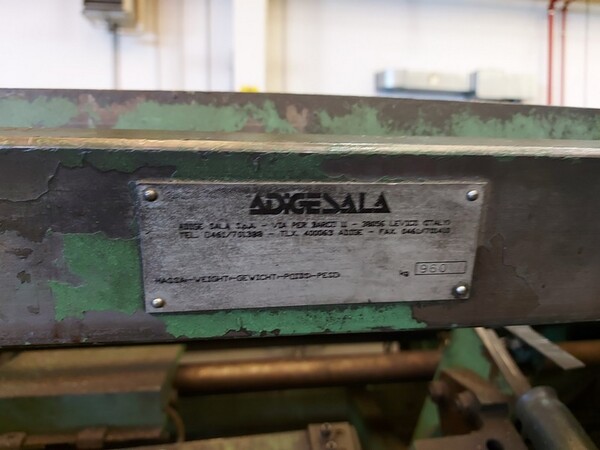 ADIGESALA
ADIGE SALA S.p.A. - VIA PER BARCO 11 - 38056 LEVICO (ITALY)
TEL. 0461/701388 - TLX. 400063 ADIGE - FAX. 0461/701410
MASSA-WEIGHT-GEWICHT-POIDS-PESO kg 960